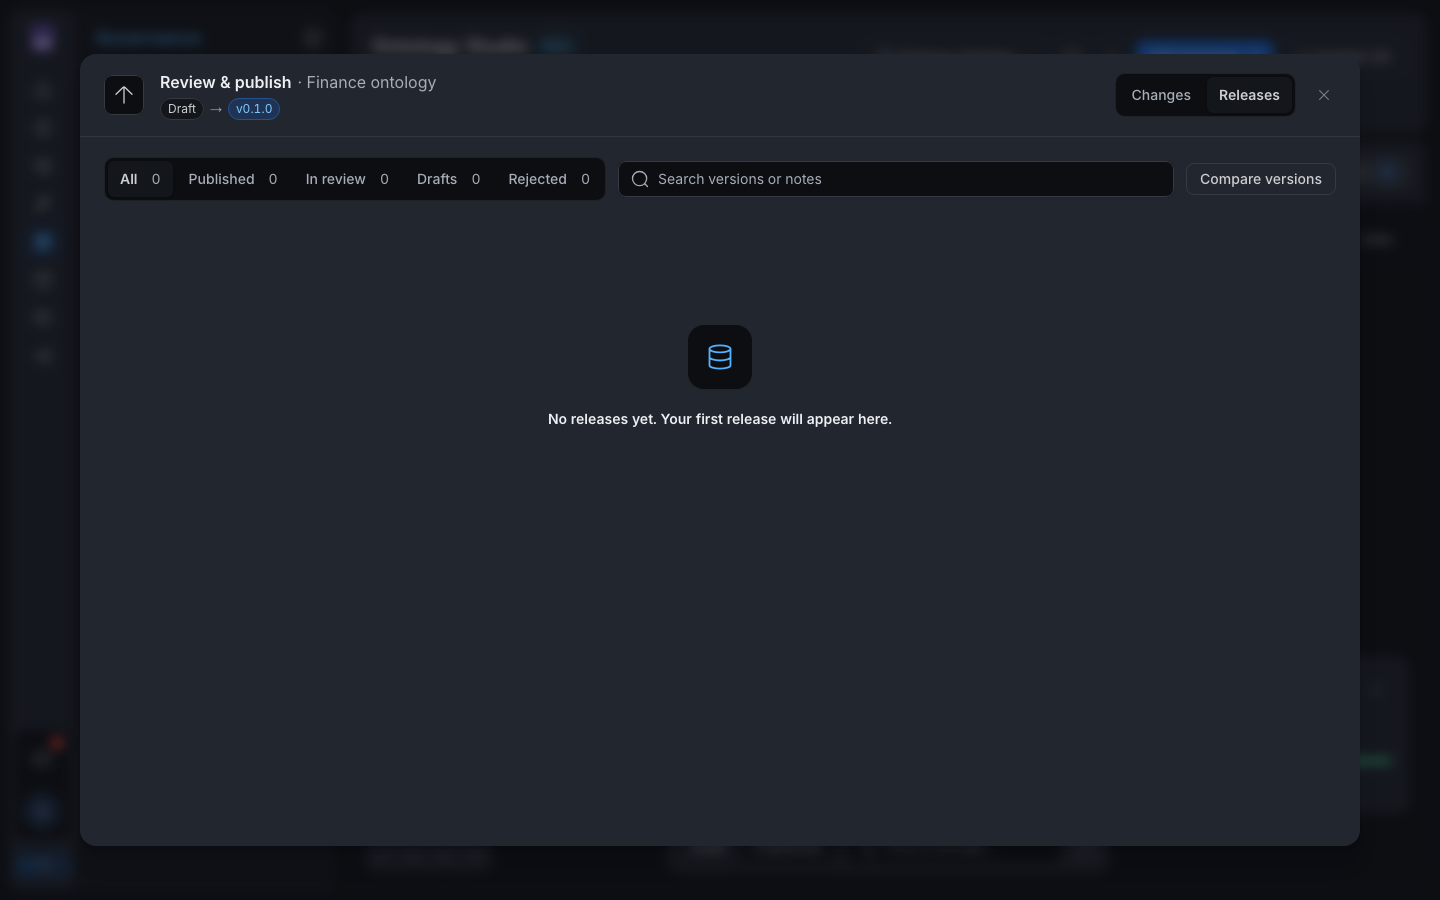 Review & publish · Finance ontology
Draft → v0.1.0
Changes Releases
All 0 Published 0 In review 0 Drafts 0 Rejected 0
Search versions or notes
Compare versions
No releases yet. Your first release will appear here.